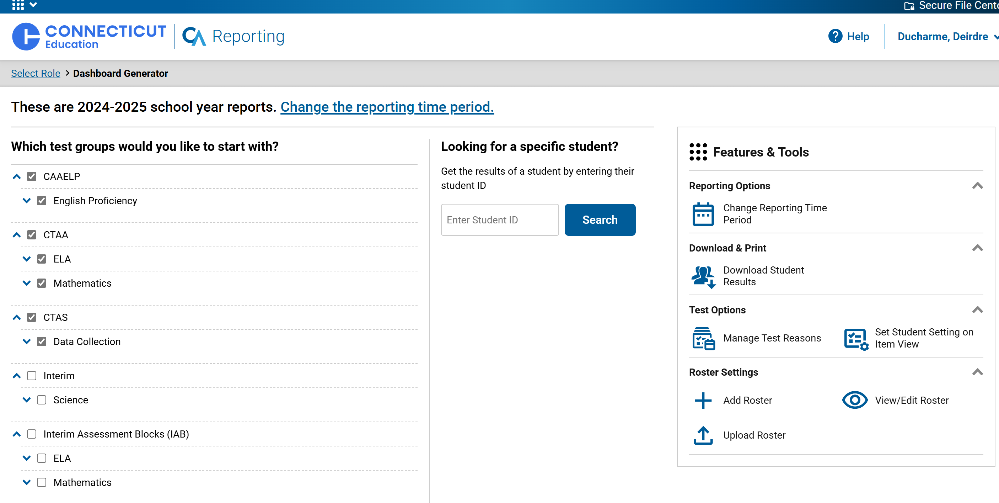 Secure File Cente
CONNECTICUT
Education
CA Reporting
Help
Ducharme, Deirdre
Select Role > Dashboard Generator
These are 2024-2025 school year reports. Change the reporting time period.
Which test groups would you like to start with?
CAAELP
English Proficiency
CTAA
ELA
Mathematics
CTAS
Data Collection
Interim
Science
Interim Assessment Blocks (IAB)
ELA
Mathematics
Looking for a specific student?
Get the results of a student by entering their
student ID
Enter Student ID
Search
Features & Tools
Reporting Options
Change Reporting Time
Period
Download & Print
Download Student
Results
Test Options
Manage Test Reasons
Set Student Setting on
Item View
Roster Settings
Add Roster
View/Edit Roster
Upload Roster